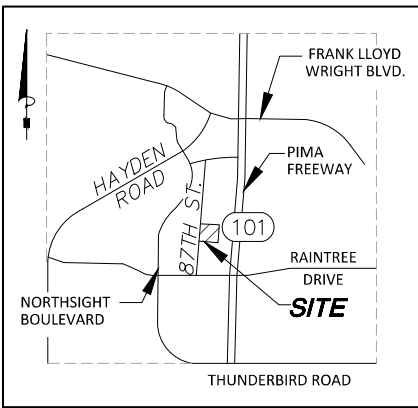 FRANK LLOYD
WRIGHT BLVD.
HAYDEN
ROAD
PIMA
FREEWAY
87TH ST.
101
RAINTREE
DRIVE
NORTHSIGHT
BOULEVARD
SITE
THUNDERBIRD ROAD